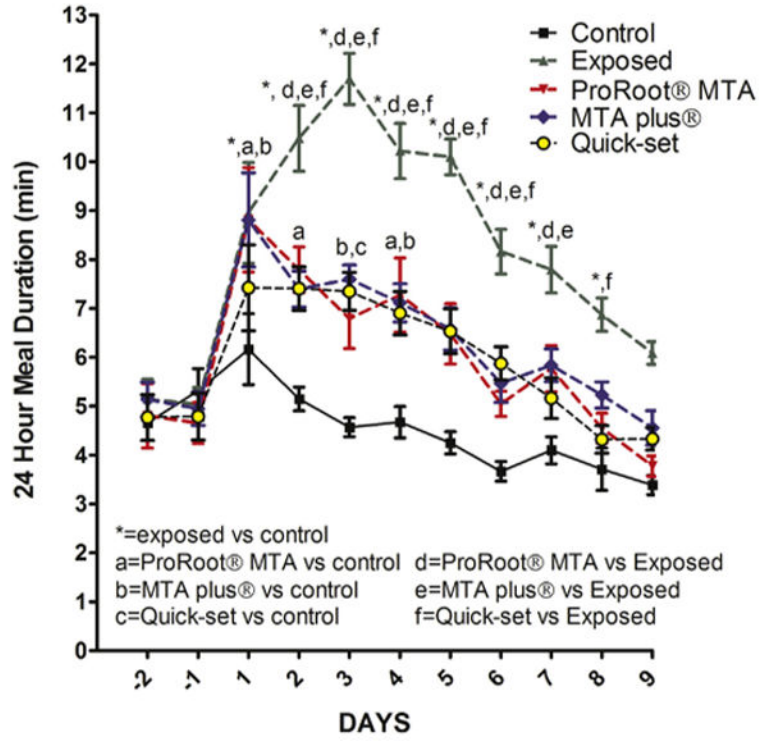 13
12
11
10
9
8
7
6
5
4
3
2
1
0
24 Hour Meal Duration (min)
Control
Exposed
ProRoot® MTA
MTA plus®
Quick-set
*,a,b
*, d,e,f
*,d,e,f
*,d,e,f
*,d,e,f
*,d,e,f
*,d,e
*,f
a
b,c
a,b
*=exposed vs control
a=ProRoot® MTA vs control d=ProRoot® MTA vs Exposed
b=MTA plus® vs control e=MTA plus® vs Exposed
c=Quick-set vs control f=Quick-set vs Exposed
-2 -1 1 2 3 4 5 6 7 8 9
DAYS